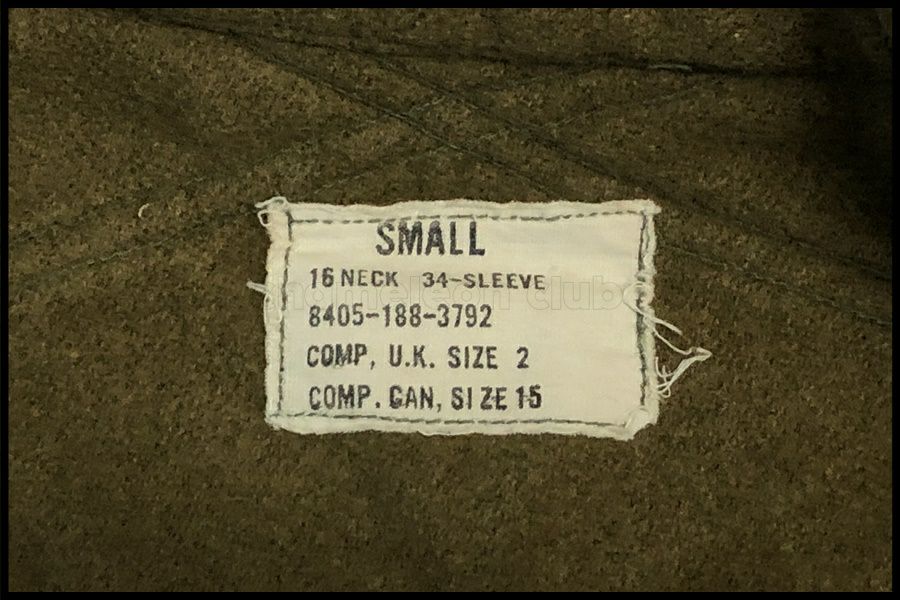 SMALL
16 NECK 34-SLEEVE
8405-188-3792
COMP, U.K. SIZE 2
COMP. CAN, SIZE 15